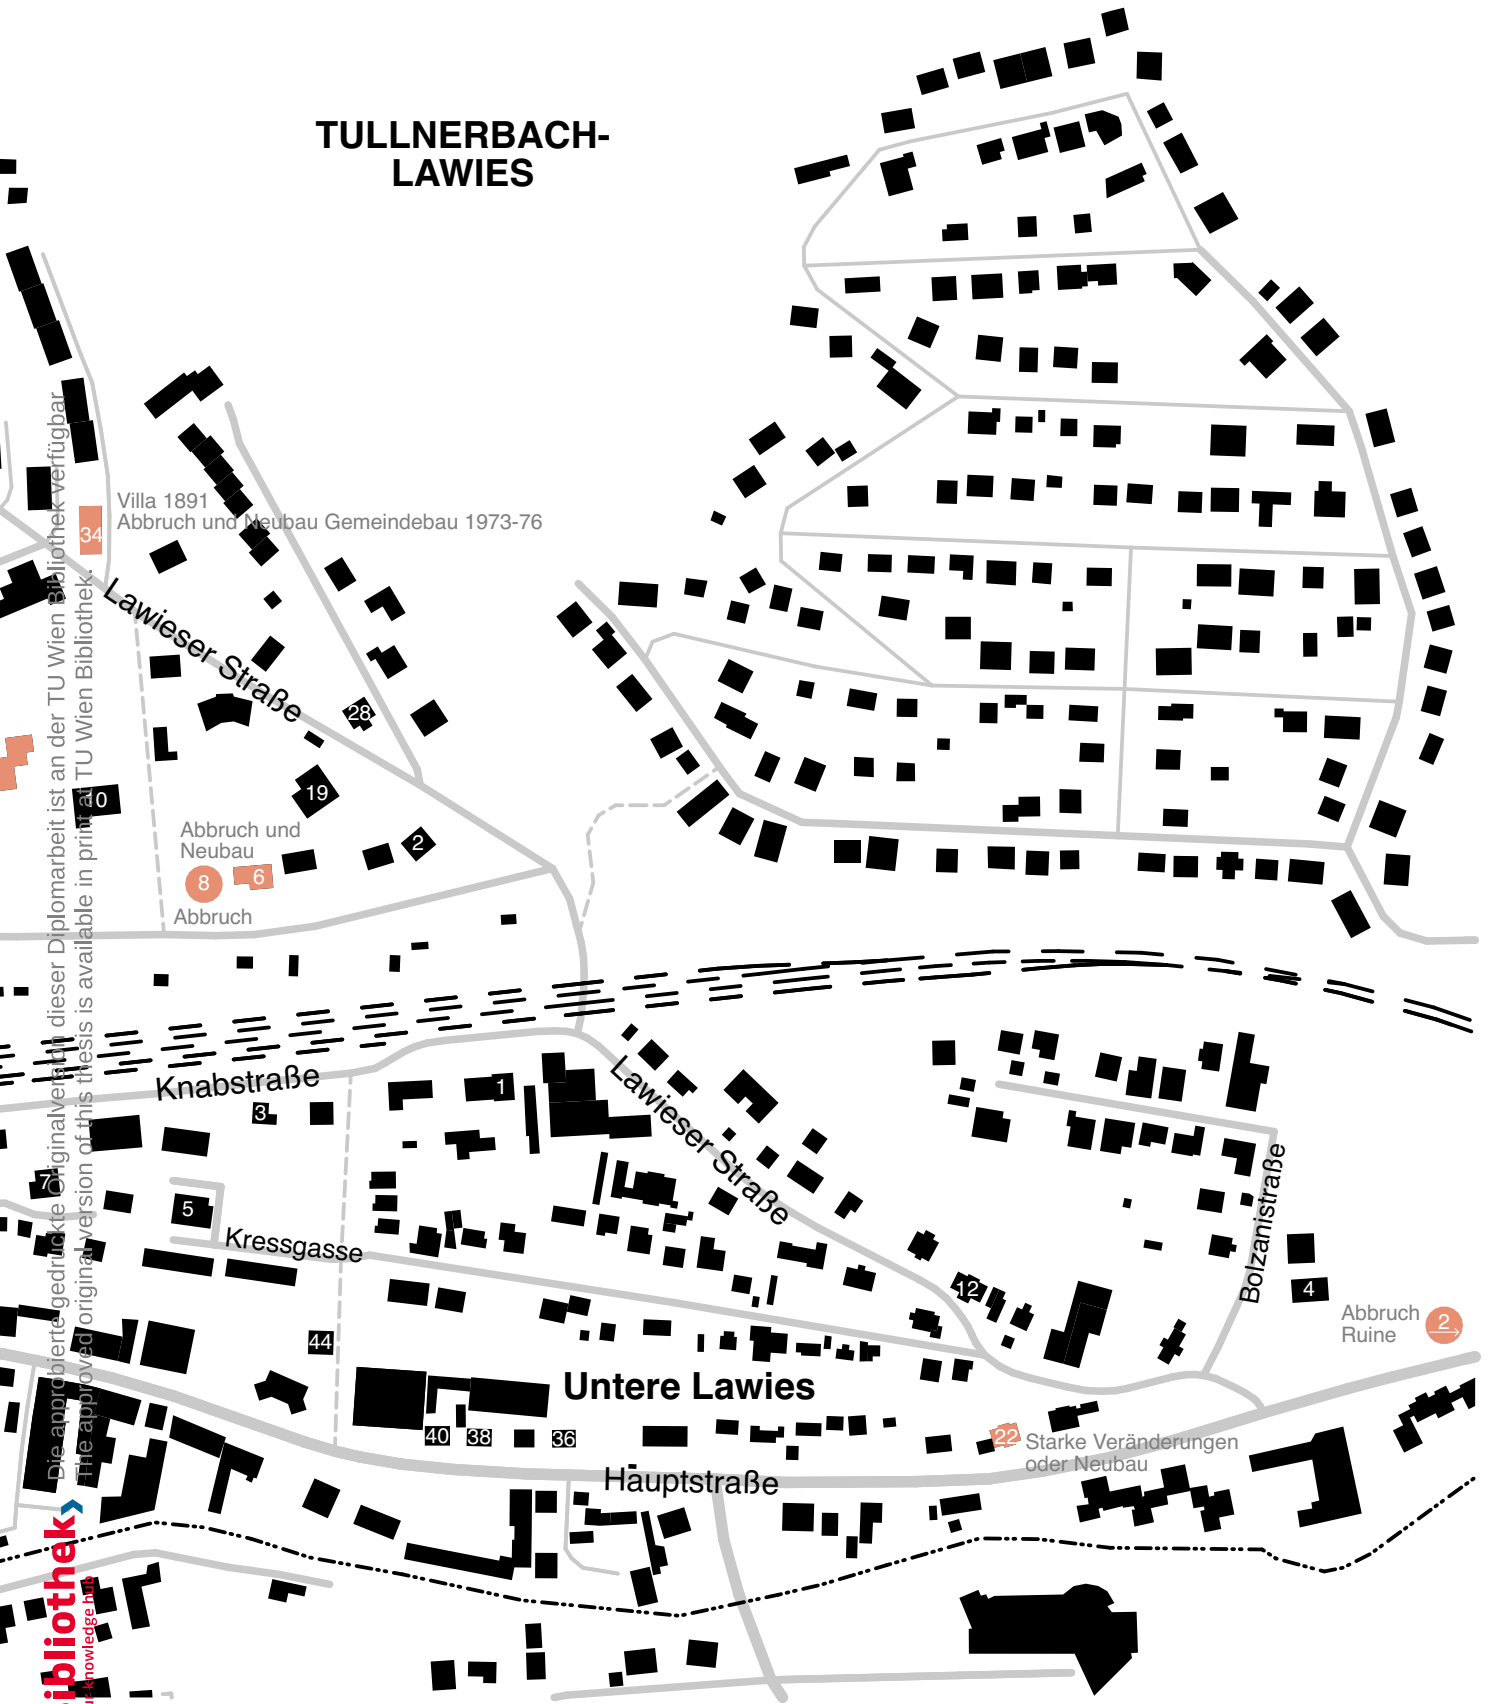 TULLNERBACH-
LAWIES
Villa 1891
Abbruch und Neubau Gemeindebau 1973-76
34
Lawieser Straße
28
19
10
2
Abbruch und
Neubau
8
6
Abbruch
Knabstraße
1
3
Lawieser Straße
7
5
Kressgasse
Bolzanistraße
12
4
Abbruch
Ruine
2
44
Untere Lawies
40
38
36
22
Starke Veränderungen
oder Neubau
Hauptstraße
Die approbierte gedruckte Originalversion dieser Diplomarbeit ist an der TU Wien Bibliothek verfügbar
The approved original version of this thesis is available in print at TU Wien Bibliothek.
ibliothek
ur knowledge hub